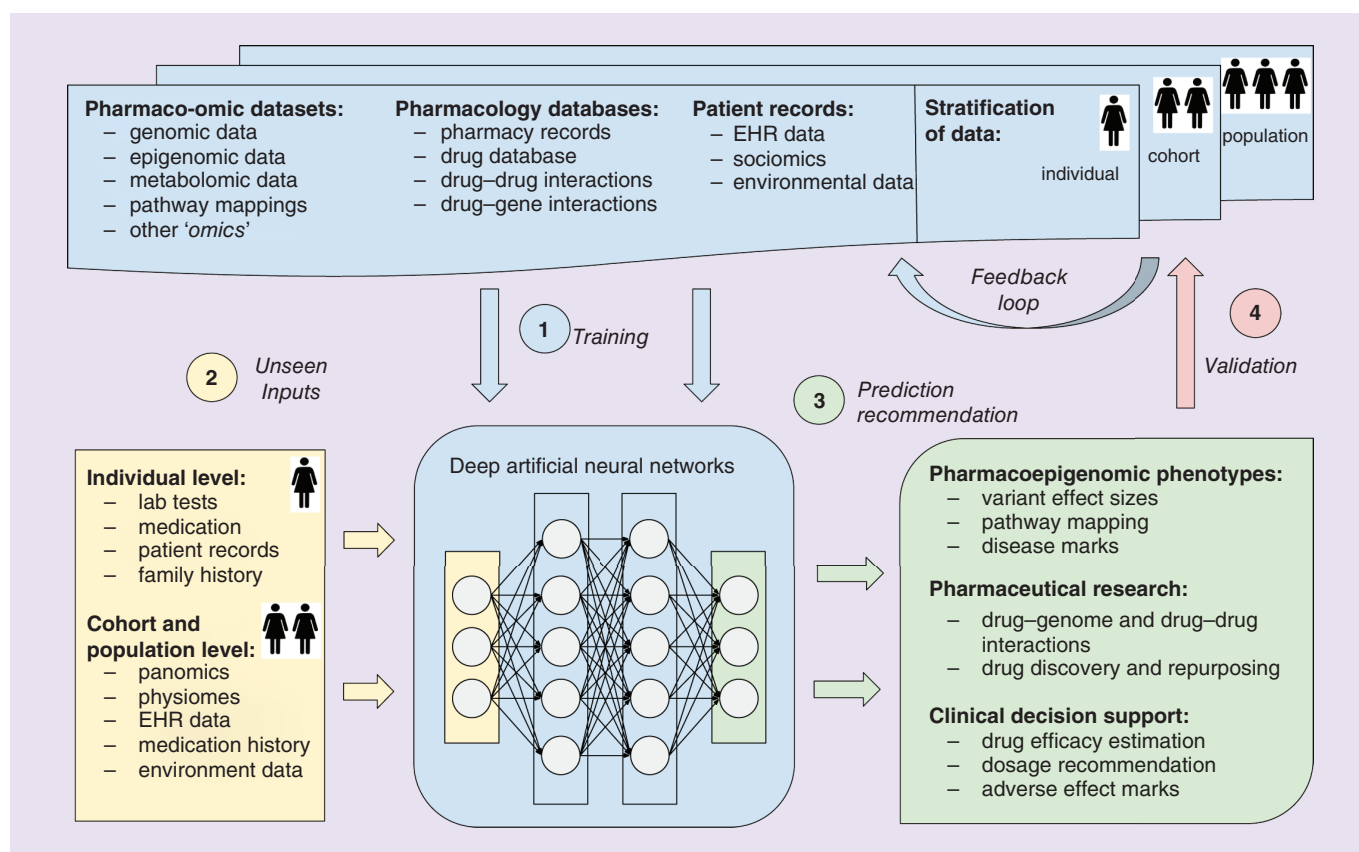 Pharmaco-omic datasets:
– genomic data
– epigenomic data
– metabolomic data
– pathway mappings
– other ‘omics’
Pharmacology databases:
– pharmacy records
– drug database
– drug–drug interactions
– drug–gene interactions
Patient records:
– EHR data
– sociomics
– environmental data
Stratification
of data:
individual
cohort
population
1
Training
Feedback
loop
4
Validation
2
Unseen
Inputs
3
Prediction
recommendation
Individual level:
– lab tests
– medication
– patient records
– family history
Cohort and
population level:
– panomics
– physiomes
– EHR data
– medication history
– environment data
Deep artificial neural networks
Pharmacoepigenomic phenotypes:
– variant effect sizes
– pathway mapping
– disease marks
Pharmaceutical research:
– drug–genome and drug–drug
interactions
– drug discovery and repurposing
Clinical decision support:
– drug efficacy estimation
– dosage recommendation
– adverse effect marks